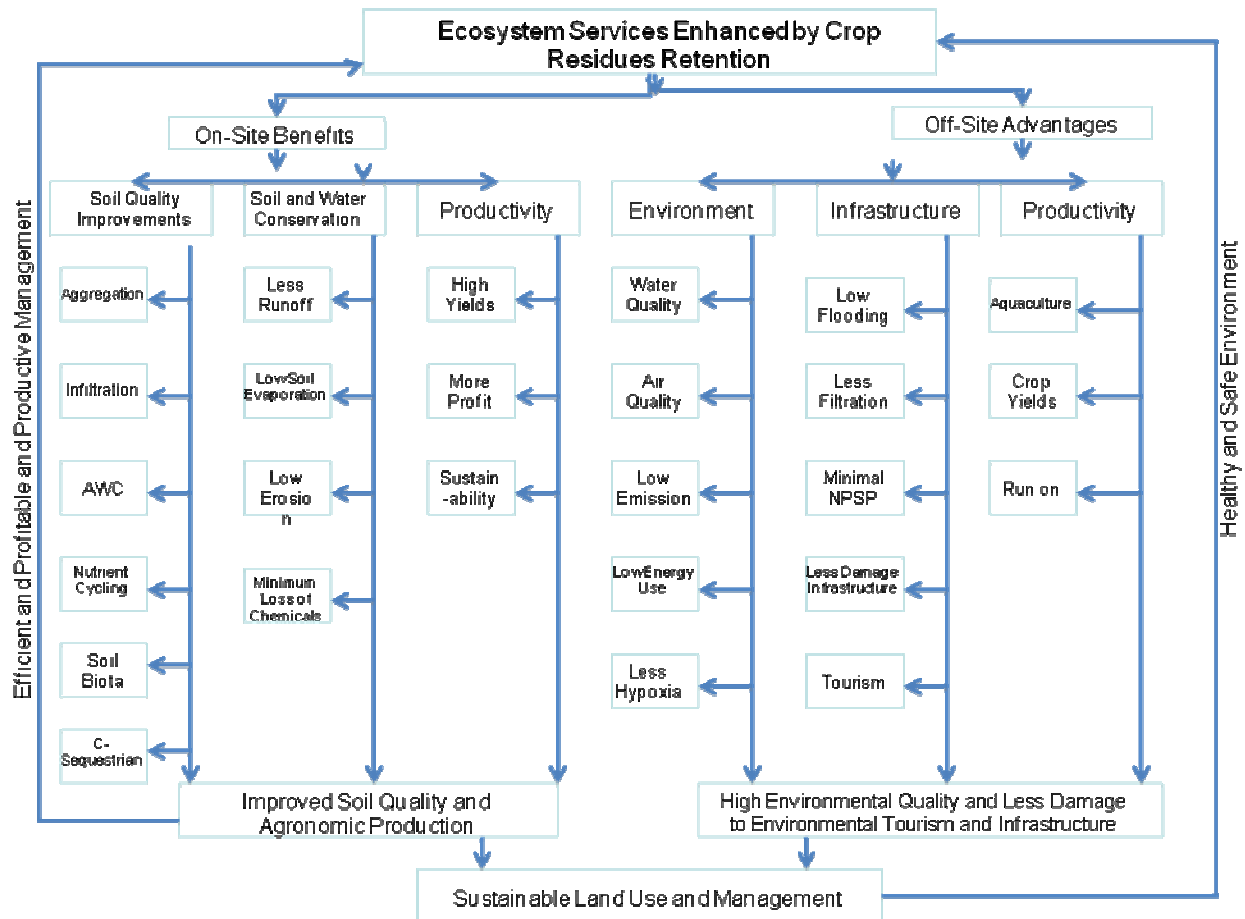 Ecosystem Services Enhanced by Crop
Residues Retention
On-Site Benefits
Off-Site Advantages
Soil Quality
Improvements
Soil and Water
Conservation
Productivity
Environment
Infrastructure
Productivity
Aggregation
Infiltration
AWC
Nutrient
Cycling
Soil
Biota
C-
Sequestrian
Less
Runoff
Low Soil
Evaporation
Low
Erosio
n
Minimum
Loss of
Chemicals
High
Yields
More
Profit
Sustain
-ability
Water
Quality
Air
Quality
Low
Emission
Low Energy
Use
Less
Hypoxia
Low
Flooding
Less
Filtration
Minimal
NPSP
Less Damage
Infrastructure
Tourism
Aquaculture
Crop
Yields
Run on
Improved Soil Quality and
Agronomic Production
High Environmental Quality and Less Damage
to Environmental Tourism and Infrastructure
Sustainable Land Use and Management
Efficient and Profitable and Productive Management
Healthy and Safe Environment